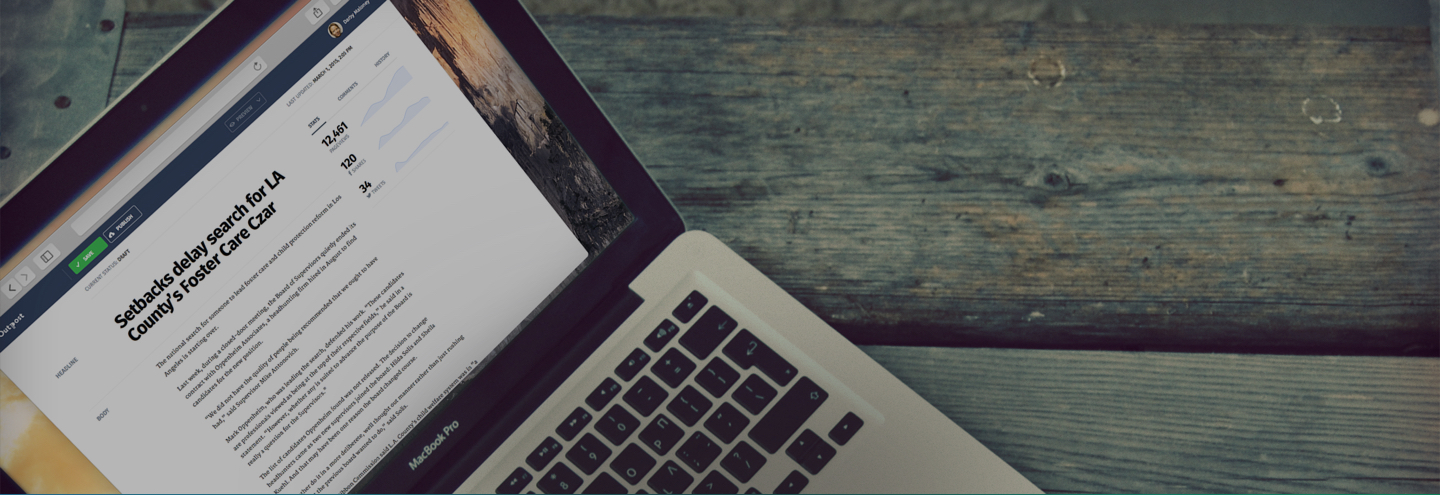 Outpost
SAVE
PUBLISH
PREVIEW
Darcy Maloney
CURRENT STATUS: DRAFT
LAST UPDATED: MARCH 1, 2015, 2:05 PM
HEADLINE
Setbacks delay search for LA
County's Foster Care Czar
STATS
COMMENTS
HISTORY
12,461
PAGEVIEWS
120
SHARES
34
TWEETS
BODY
The national search for someone to lead foster care and child protection reform in Los
Angeles is starting over.
Last week, during a closed-door meeting, the Board of Supervisors quietly ended its
contract with Oppenheim Associates, a headhunting firm hired in August to find
candidates for the new position.
"We did not have the quality of people being recommended that we ought to have
had," said Supervisor Mike Antonovich.
Mark Oppenheim, who was leading the search, defended his work. "These candidates
are professionals viewed as being at the top of their respective fields," he said in a
statement. "However, whether any is suited to advance the purpose of the Board is
really a question for the Supervisors."
The list of candidates Oppenheim found was not released. The decision to change
headhunters came as two new supervisors joined the board: Hilda Solis and Sheila
Kuehl. And that may have been one reason the board changed course.
do it in a more deliberate, well thought out manner rather than just rushing
the previous board wanted to do," said Solis.
Commission said L.A. County's child welfare system was in "a
MacBook Pro